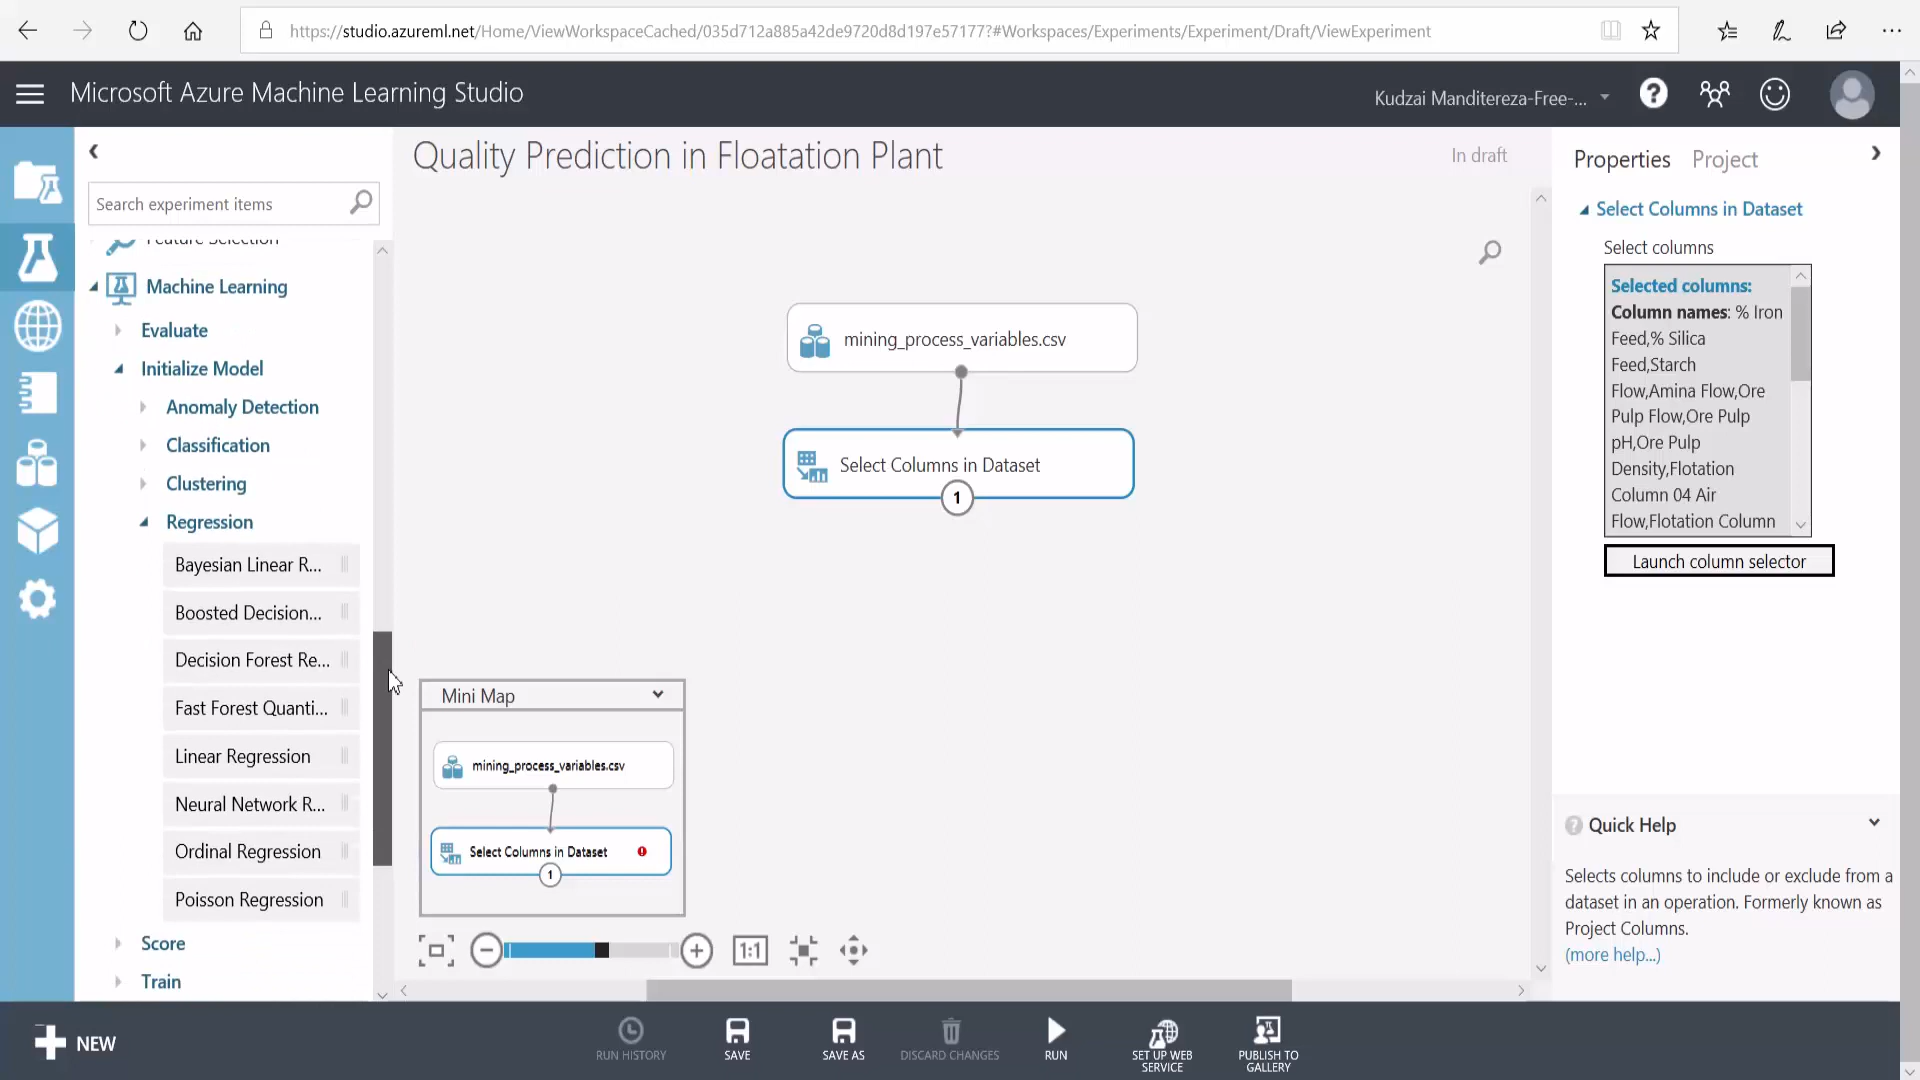 https://studio.azureml.net/Home/ViewWorkspaceCached/035d712a885a42de9720d8d197e57177?#Workspaces/Experiments/Experiment/Draft/ViewExperiment
Microsoft Azure Machine Learning Studio
Kudzai Manditereza-Free-...
Quality Prediction in Floatation Plant
In draft
Search experiment items
Feature Selection
Machine Learning
Evaluate
Initialize Model
Anomaly Detection
Classification
Clustering
Regression
Bayesian Linear R...
Boosted Decision...
Decision Forest Re...
Fast Forest Quanti...
Linear Regression
Neural Network R...
Ordinal Regression
Poisson Regression
Score
Train
mining_process_variables.csv
Select Columns in Dataset
1
Mini Map
mining_process_variables.csv
Select Columns in Dataset
1
1:1
Properties Project
Select Columns in Dataset
Select columns
Selected columns:
Column names: % Iron
Feed,% Silica
Feed,Starch
Flow,Amina Flow,Ore
Pulp Flow,Ore Pulp
pH,Ore Pulp
Density,Flotation
Column 04 Air
Flow,Flotation Column
Launch column selector
Quick Help
Selects columns to include or exclude from a
dataset in an operation. Formerly known as
Project Columns.
(more help...)
NEW
RUN HISTORY
SAVE
SAVE AS
DISCARD CHANGES
RUN
SET UP WEB
SERVICE
PUBLISH TO
GALLERY